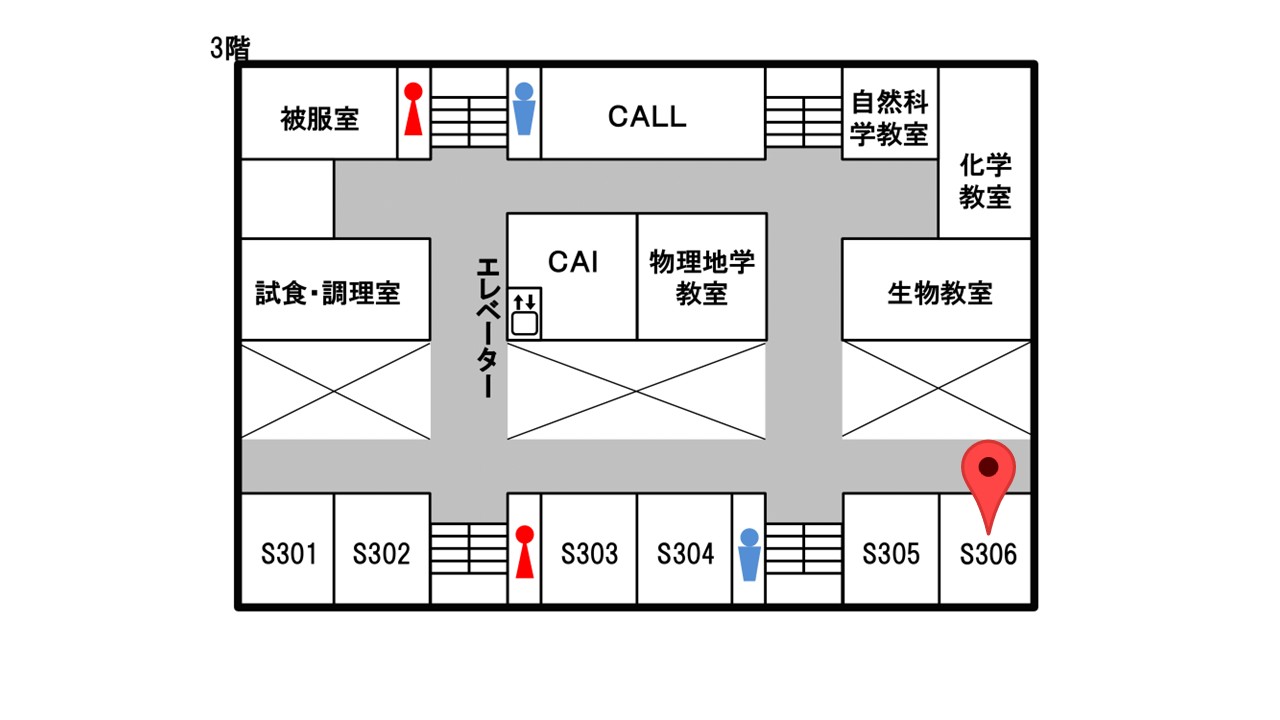 3階
被服室
CALL
自然科
学教室
化学
教室
CAI
物理地学
教室
エレベーター
試食・調理室
生物教室
S301
S302
S303
S304
S305
S306